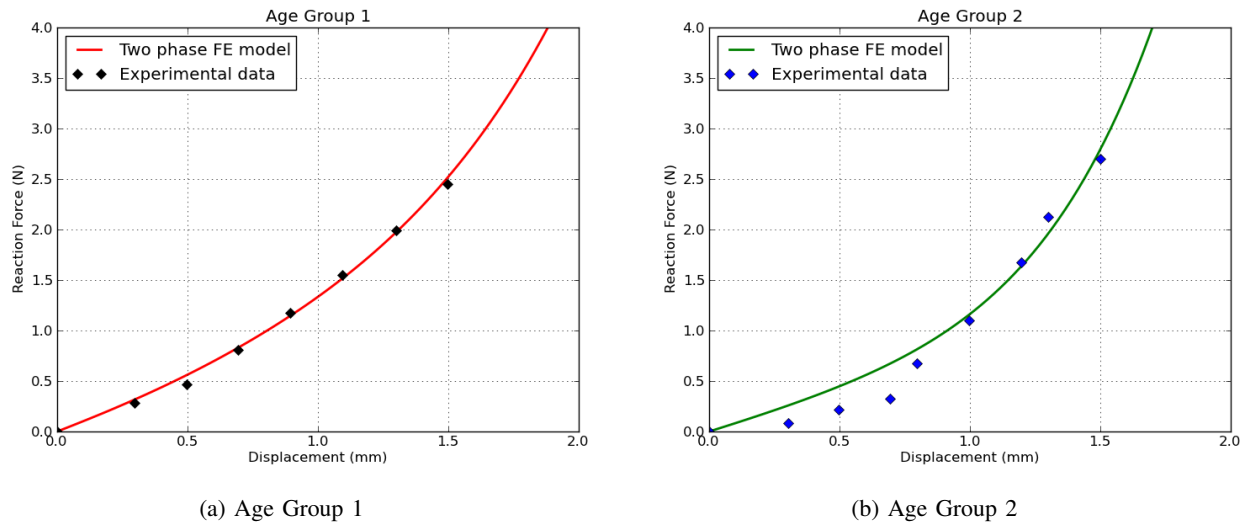 Age Group 1
Two phase FE model
Experimental data
Reaction Force (N)
4.0
3.5
3.0
2.5
2.0
1.5
1.0
0.5
0.0
0.0 0.5 1.0 1.5 2.0
Displacement (mm)
(a) Age Group 1
Age Group 2
Two phase FE model
Experimental data
Reaction Force (N)
4.0
3.5
3.0
2.5
2.0
1.5
1.0
0.5
0.0
0.0 0.5 1.0 1.5 2.0
Displacement (mm)
(b) Age Group 2